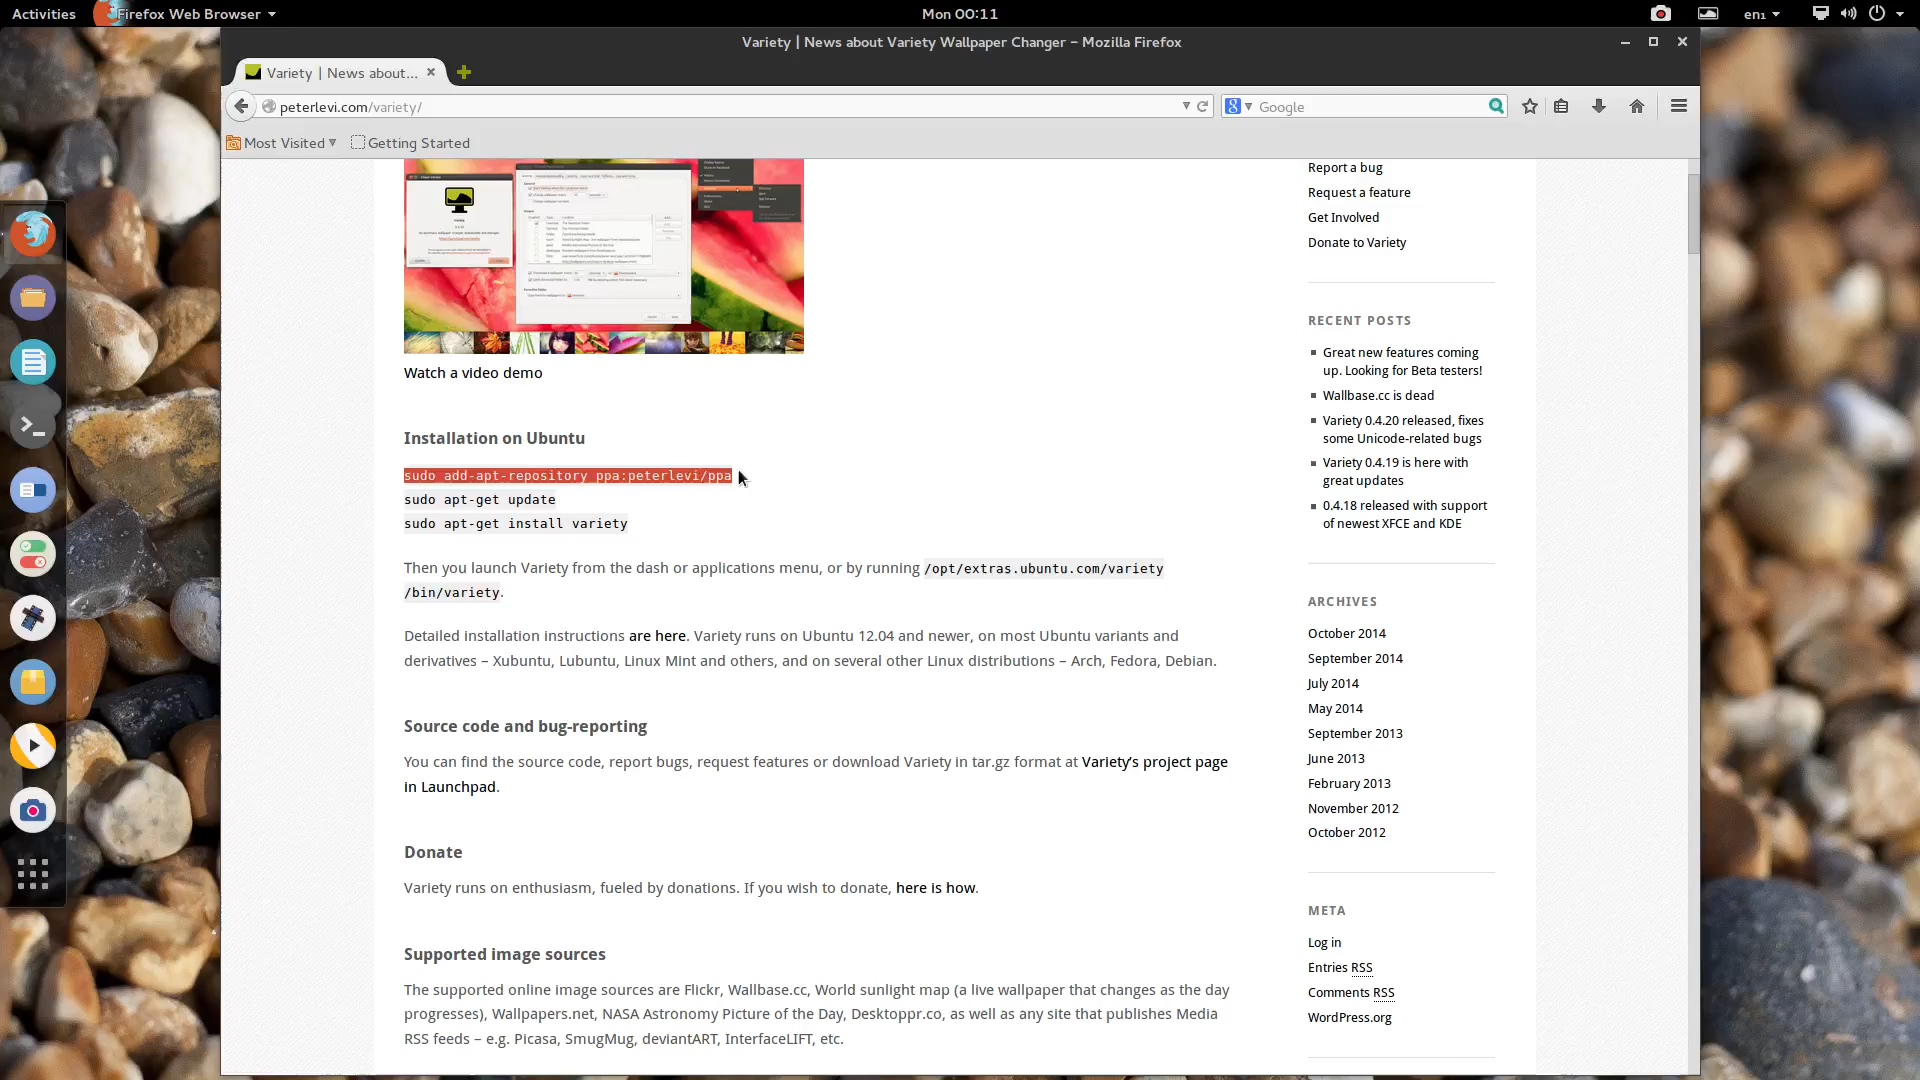 Activities
Firefox Web Browser
Mon 00:11
en₁
Variety | News about Variety Wallpaper Changer – Mozilla Firefox
Variety | News about...
peterlevi.com/variety/
Google
Most Visited
Getting Started
Watch a video demo
Installation on Ubuntu
sudo add-apt-repository ppa:peterlevi/ppa
sudo apt-get update
sudo apt-get install variety
Then you launch Variety from the dash or applications menu, or by running /opt/extras.ubuntu.com/variety
/bin/variety.
Detailed installation instructions are here. Variety runs on Ubuntu 12.04 and newer, on most Ubuntu variants and
derivatives – Xubuntu, Lubuntu, Linux Mint and others, and on several other Linux distributions – Arch, Fedora, Debian.
Source code and bug-reporting
You can find the source code, report bugs, request features or download Variety in tar.gz format at Variety’s project page
in Launchpad.
Donate
Variety runs on enthusiasm, fueled by donations. If you wish to donate, here is how.
Supported image sources
The supported online image sources are Flickr, Wallbase.cc, World sunlight map (a live wallpaper that changes as the day
progresses), Wallpapers.net, NASA Astronomy Picture of the Day, Desktoppr.co, as well as any site that publishes Media
RSS feeds – e.g. Picasa, SmugMug, deviantART, InterfaceLIFT, etc.
Report a bug
Request a feature
Get Involved
Donate to Variety
RECENT POSTS
Great new features coming
up. Looking for Beta testers!
Wallbase.cc is dead
Variety 0.4.20 released, fixes
some Unicode-related bugs
Variety 0.4.19 is here with
great updates
0.4.18 released with support
of newest XFCE and KDE
ARCHIVES
October 2014
September 2014
July 2014
May 2014
September 2013
June 2013
February 2013
November 2012
October 2012
META
Log in
Entries RSS
Comments RSS
WordPress.org